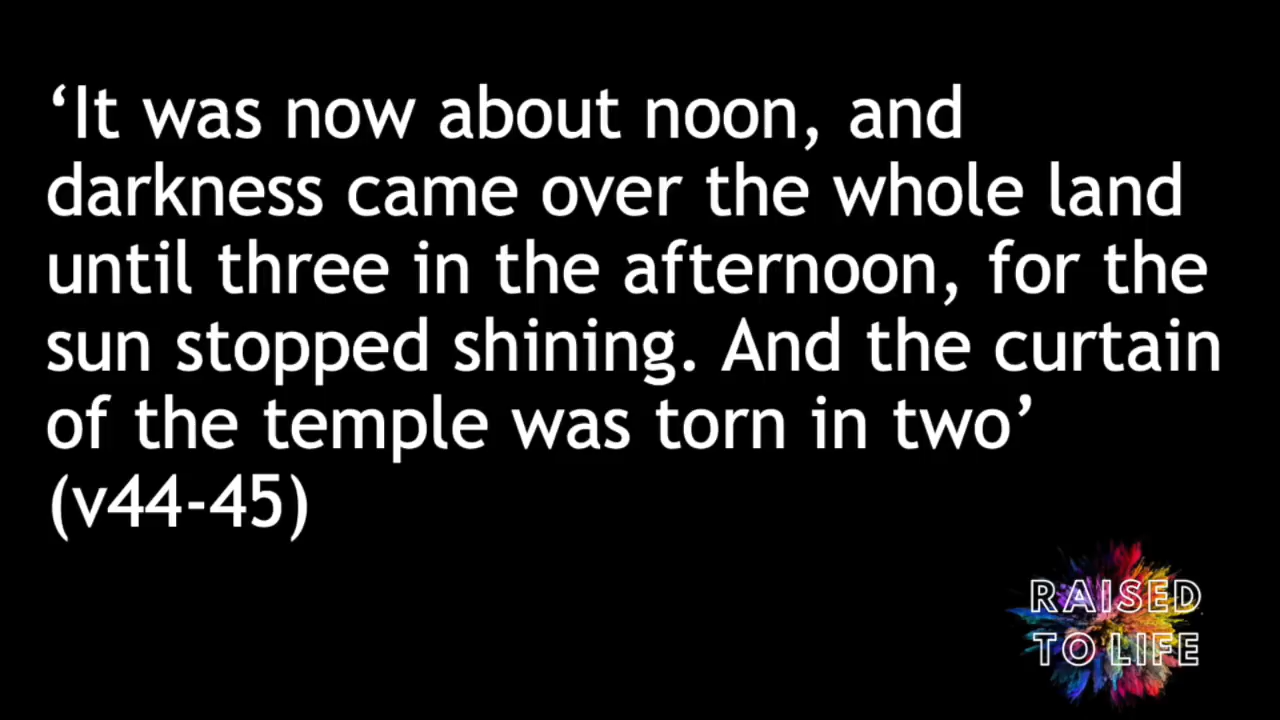 ‘It was now about noon, and
darkness came over the whole land
until three in the afternoon, for the
sun stopped shining. And the curtain
of the temple was torn in two’
(v44-45)
RAISED
TO LIFE